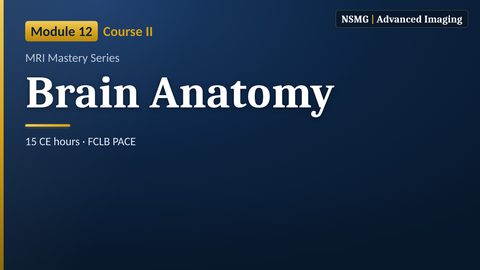 NSMG | Advanced Imaging
Module 12 Course II
MRI Mastery Series
Brain Anatomy
15 CE hours · FCLB PACE